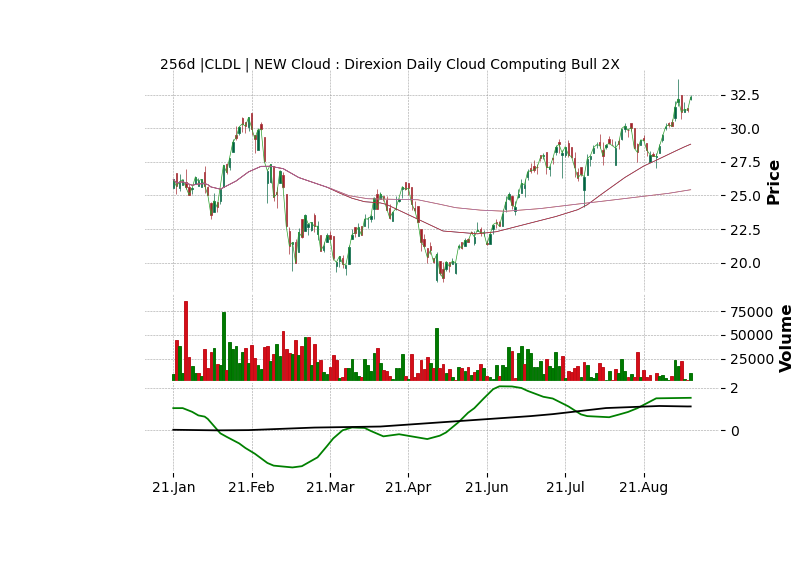 256d |CLDL | NEW Cloud : Direxion Daily Cloud Computing Bull 2X
32.5
30.0
27.5
25.0
22.5
20.0
Price
75000
50000
25000
Volume
2
0
21.Jan 21.Feb 21.Mar 21.Apr 21.Jun 21.Jul 21.Aug